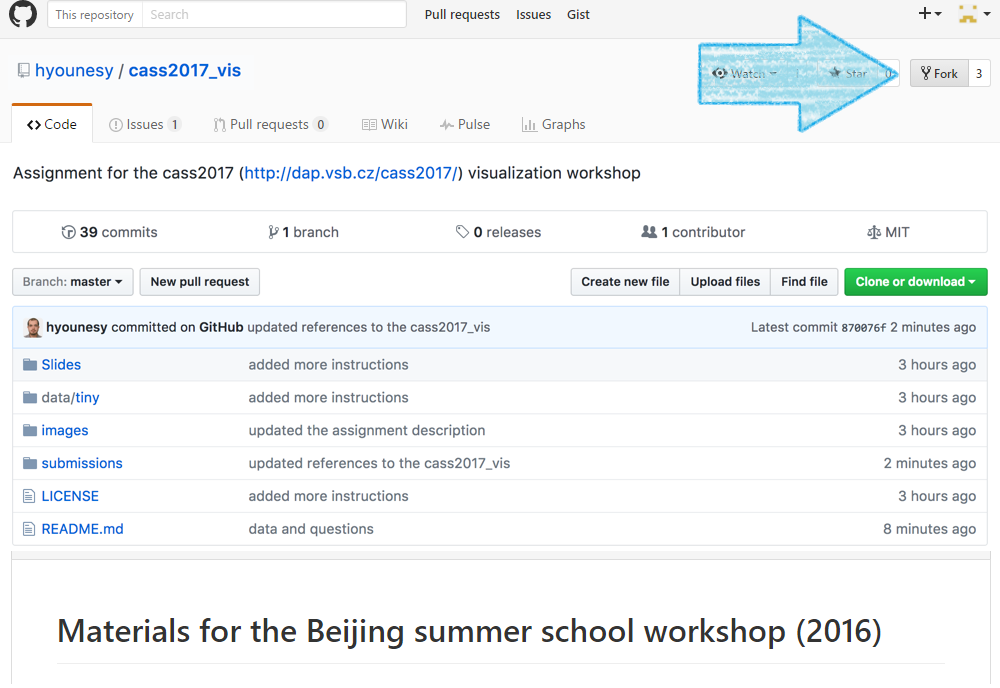 This repository Search Pull requests Issues Gist
hyounesy / cass2017_vis Watch Star 0 Fork 3
Code Issues 1 Pull requests 0 Wiki Pulse Graphs
Assignment for the cass2017 (http://dap.vsb.cz/cass2017/) visualization workshop
39 commits 1 branch 0 releases 1 contributor MIT
Branch: master New pull request Create new file Upload files Find file Clone or download
hyounesy committed on GitHub updated references to the cass2017_vis Latest commit 870076f 2 minutes ago
Slides added more instructions 3 hours ago
data/tiny added more instructions 3 hours ago
images updated the assignment description 3 hours ago
submissions updated references to the cass2017_vis 2 minutes ago
LICENSE added more instructions 3 hours ago
README.md data and questions 8 minutes ago
Materials for the Beijing summer school workshop (2016)